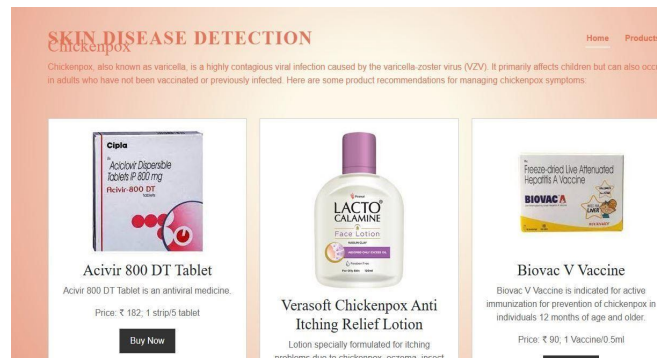 SKIN DISEASE DETECTION
Home Products
Chickenpox
Chickenpox, also known as varicella, is a highly contagious viral infection caused by the varicella-zoster virus (VZV). It primarily affects children but can also occ
in adults who have not been vaccinated or previously infected. Here are some product recommendations for managing chickenpox symptoms:
Cipla
Aciclovir Dispersible
Tablets IP 800 mg
Acivir-800 DT
tablets
Acivir 800 DT Tablet
Acivir 800 DT Tablet is an antiviral medicine.
Price: ₹ 182; 1 strip/5 tablet
Buy Now
LACTO
CALAMINE
Face Lotion
Verasoft Chickenpox Anti
Itching Relief Lotion
Lotion specially formulated for itching
problems due to chickenpox, eczema, insect
Freeze-dried Live Attenuated
Hepatitis A Vaccine
BIOVAC A
Biovac V Vaccine
Biovac V Vaccine is indicated for active
immunization for prevention of chickenpox in
individuals 12 months of age and older.
Price: ₹ 90; 1 Vaccine/0.5ml